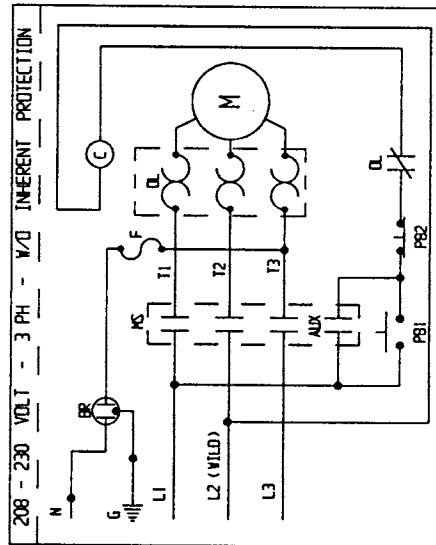 208 - 230 VOLT - 3 PH - W/O INHERENT PROTECTION
N
BR
G
F
C
L1
MS
T1
OL
L2 (WILD)
T2
M
L3
T3
AUX
PB1
PB2
OL